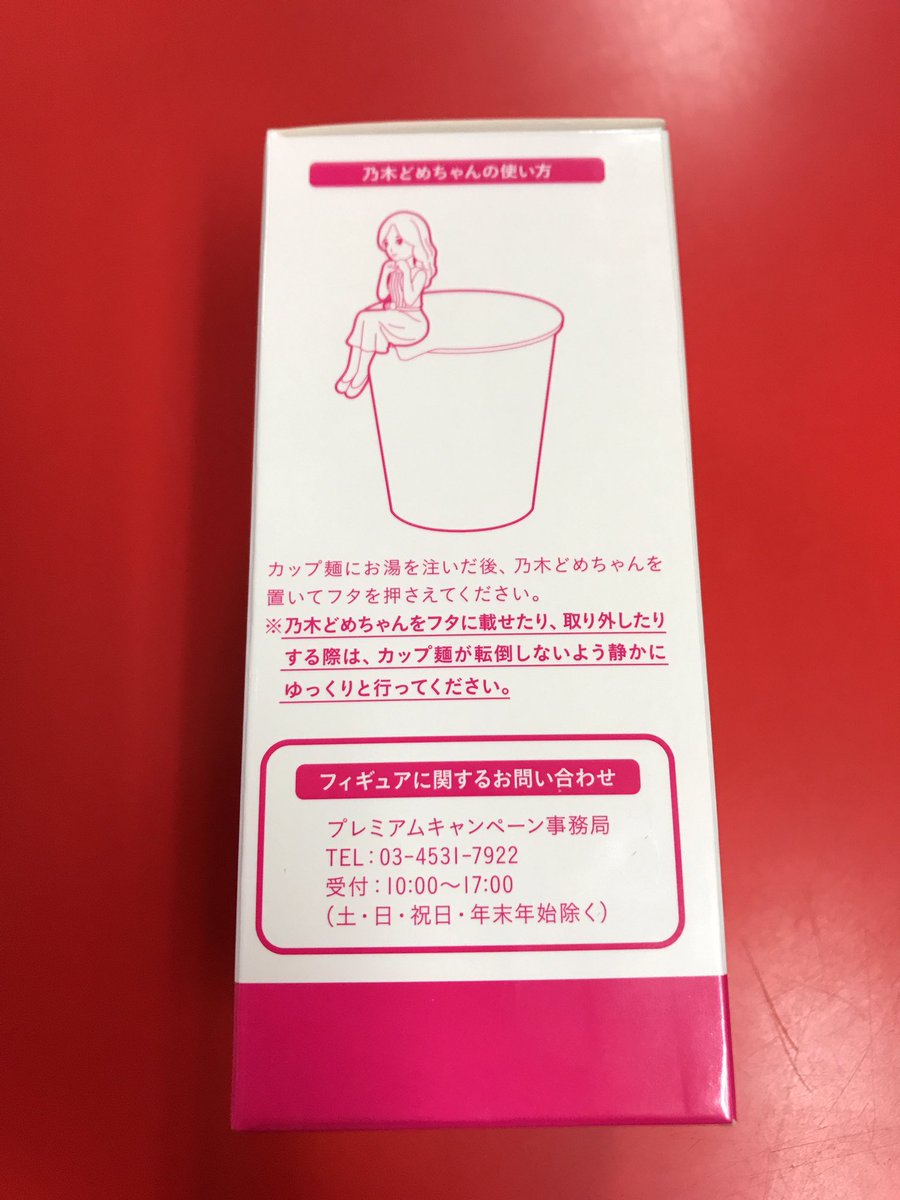 乃木どめちゃんの使い方
カップ麺にお湯を注いだ後、乃木どめちゃんを
置いてフタを押さえてください。
※乃木どめちゃんをフタに載せたり、取り外したり
する際は、カップ麺が転倒しないよう静かに
ゆっくりと行ってください。
フィギュアに関するお問い合わせ
プレミアムキャンペーン事務局
TEL:03-4531-7922
受付:10:00〜17:00
(土・日・祝日・年末年始除く)